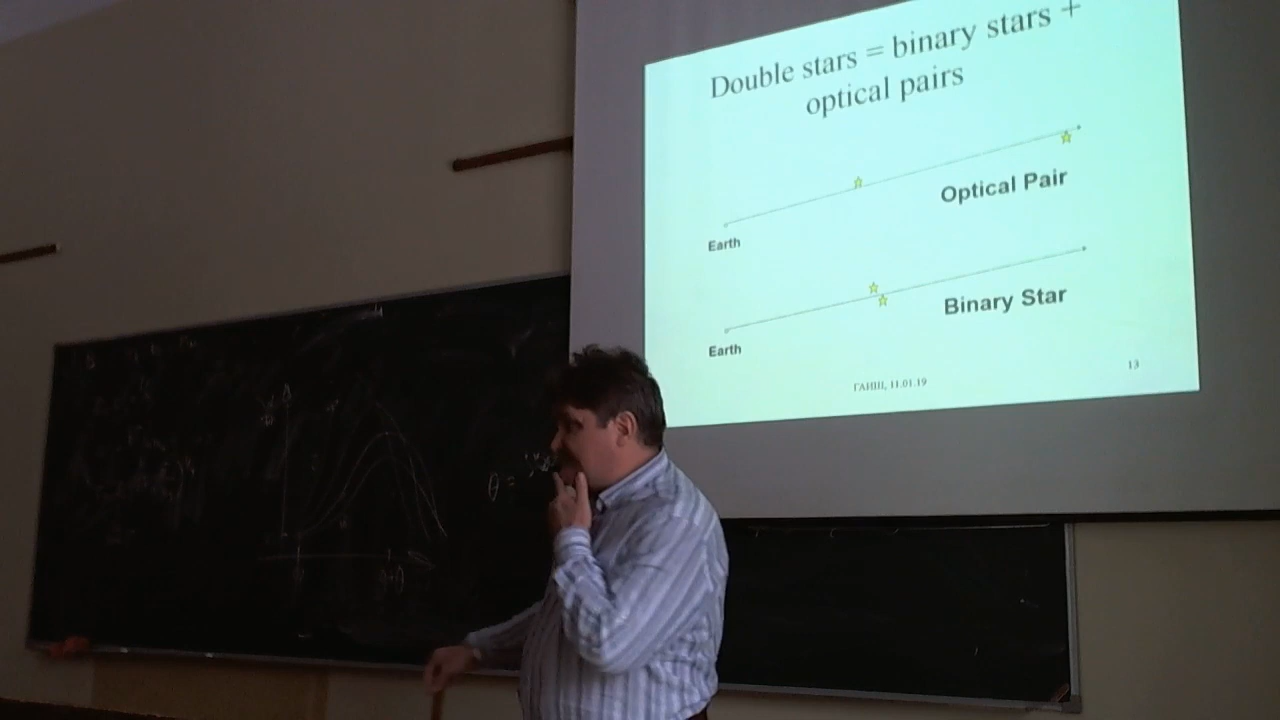 Double stars = binary stars +
optical pairs
Optical Pair
Earth
Binary Star
Earth
ГАИШ, 11.01.19
13
θ =